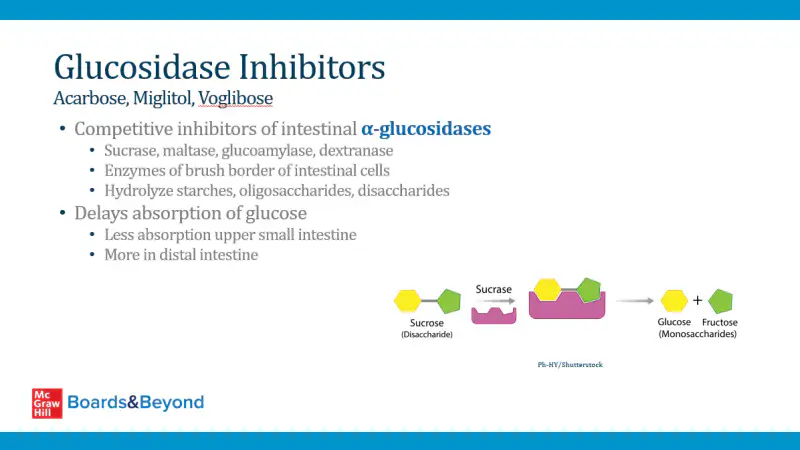 Glucosidase Inhibitors
Acarbose, Miglitol, Voglibose
• Competitive inhibitors of intestinal α-glucosidases
• Sucrase, maltase, glucoamylase, dextranase
• Enzymes of brush border of intestinal cells
• Hydrolyze starches, oligosaccharides, disaccharides
• Delays absorption of glucose
• Less absorption upper small intestine
• More in distal intestine
Sucrase
+
Sucrose
(Disaccharide)
Glucose Fructose
(Monosaccharides)
Ph-HY/Shutterstock
Mc
Graw
Hill
Boards&Beyond